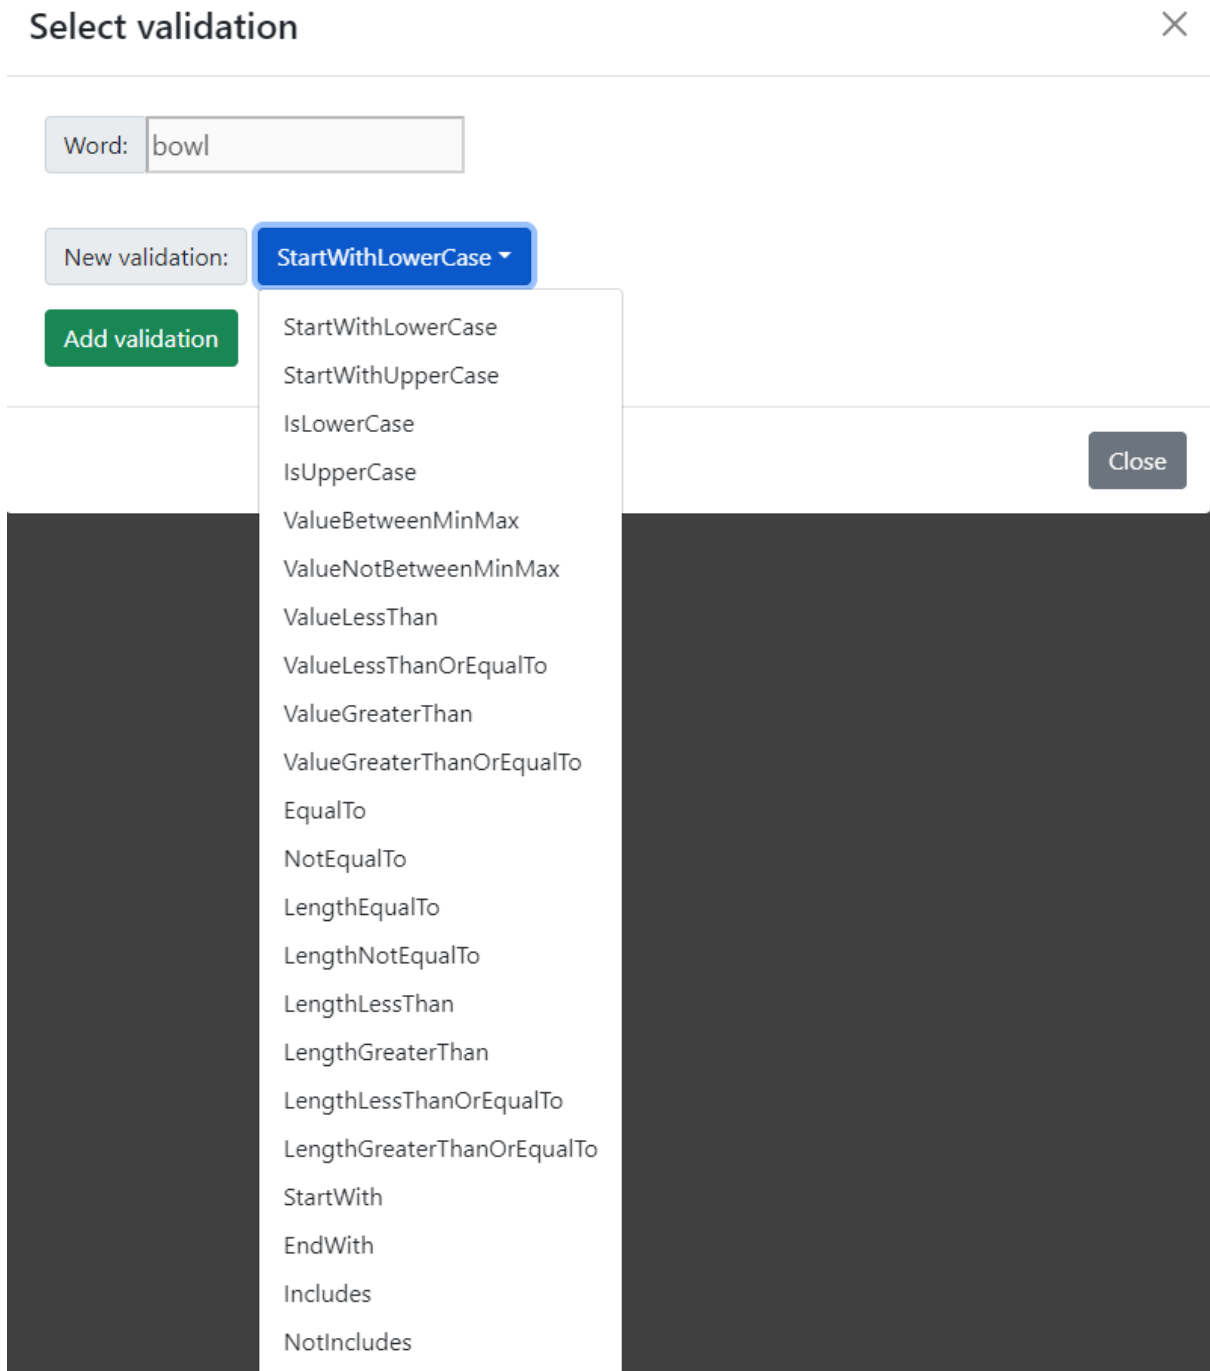 Select validation
Word: bowl
New validation: StartWithLowerCase
Add validation
StartWithLowerCase
StartWithUpperCase
IsLowerCase
IsUpperCase
ValueBetweenMinMax
ValueNotBetweenMinMax
ValueLessThan
ValueLessThanOrEqualTo
ValueGreaterThan
ValueGreaterThanOrEqualTo
EqualTo
NotEqualTo
LengthEqualTo
LengthNotEqualTo
LengthLessThan
LengthGreaterThan
LengthLessThanOrEqualTo
LengthGreaterThanOrEqualTo
StartWith
EndWith
Includes
NotIncludes
Close